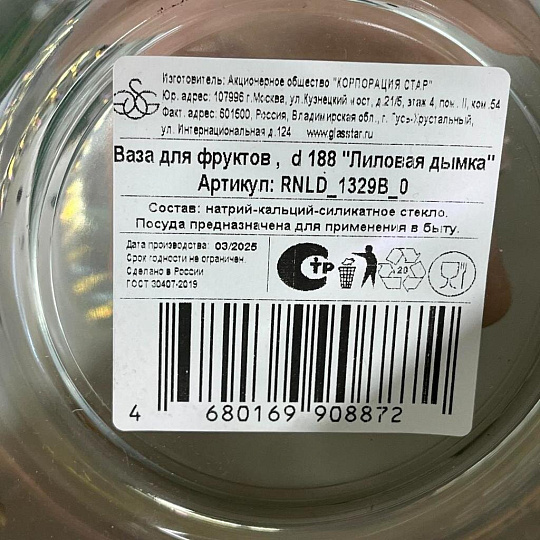 Изготовитель: Акционерное общество "КОРПОРАЦИЯ СТАР"
Юр. адрес: 107996 г.Москва, ул.Кузнецкий мост, д.21/5, этаж 4, пом. II, ком.54
Факт. адрес: 601500, Россия, Владимирская обл., г. Гусь-Хрустальный,
ул. Интернациональная д.124 www.glasstar.ru
Ваза для фруктов , d 188 "Лиловая дымка"
Артикул: RNLD_1329B_0
Состав: натрий-кальций-силикатное стекло.
Посуда предназначена для применения в быту.
Дата производства: 03/2025
Срок годности не ограничен.
Сделано в России
ГОСТ 30407-2019
СТР
20
4 680169 908872